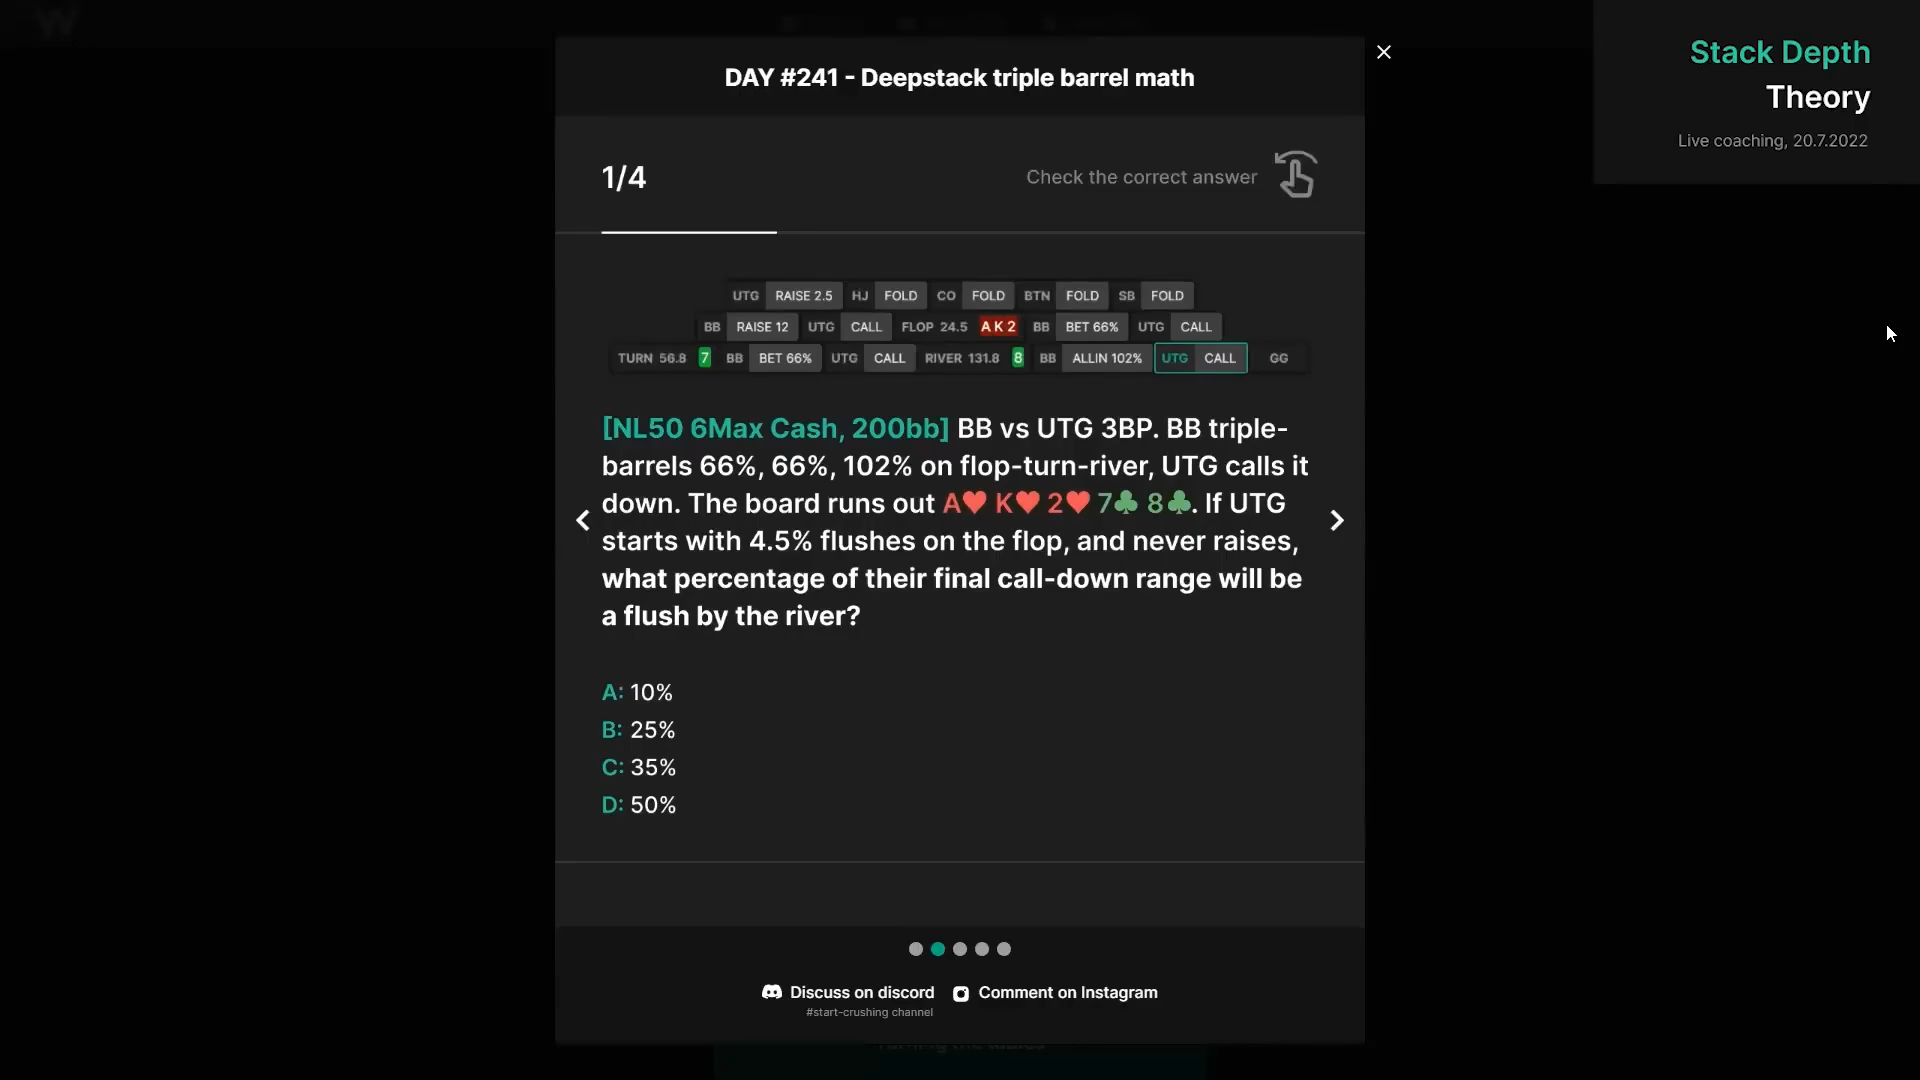 DAY #241 - Deepstack triple barrel math
Stack Depth
Theory
Live coaching, 20.7.2022
1/4
Check the correct answer
UTG RAISE 2.5 HJ FOLD CO FOLD BTN FOLD SB FOLD
BB RAISE 12 UTG CALL FLOP 24.5 A K 2 BB BET 66% UTG CALL
TURN 56.8 7 BB BET 66% UTG CALL RIVER 131.8 8 BB ALLIN 102% UTG CALL GG
[NL50 6Max Cash, 200bb] BB vs UTG 3BP. BB triple-
barrels 66%, 66%, 102% on flop-turn-river, UTG calls it
down. The board runs out A♥ K♥ 2♥ 7♣ 8♣. If UTG
starts with 4.5% flushes on the flop, and never raises,
what percentage of their final call-down range will be
a flush by the river?
A: 10%
B: 25%
C: 35%
D: 50%
Discuss on discord
#start-crushing channel
Comment on Instagram